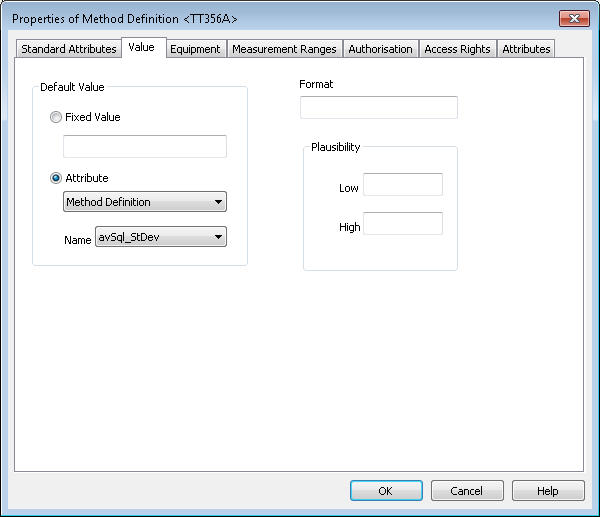 Properties of Method Definition <TT356A>
Standard Attributes Value Equipment Measurement Ranges Authorisation Access Rights Attributes
Default Value
Fixed Value
Attribute
Method Definition
Name avSql_StDev
Format
Plausibility
Low
High
OK Cancel Help